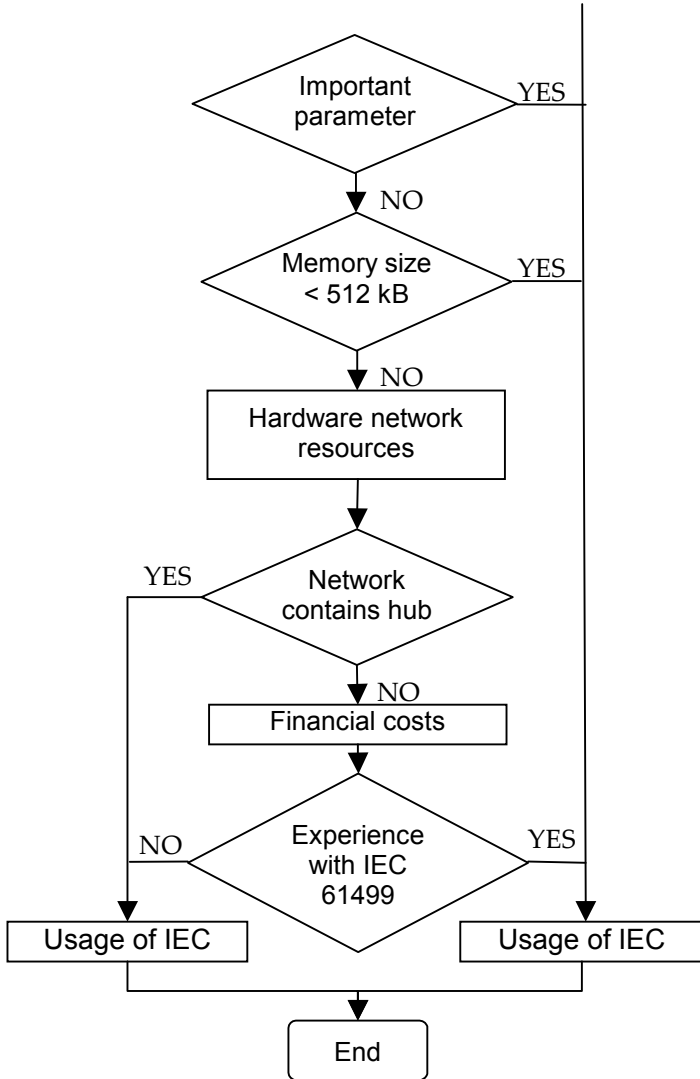 Important
parameter
YES
NO
Memory size
< 512 kB
YES
NO
Hardware network
resources
YES
Network
contains hub
NO
Financial costs
NO
Experience
with IEC
61499
YES
Usage of IEC
Usage of IEC
End